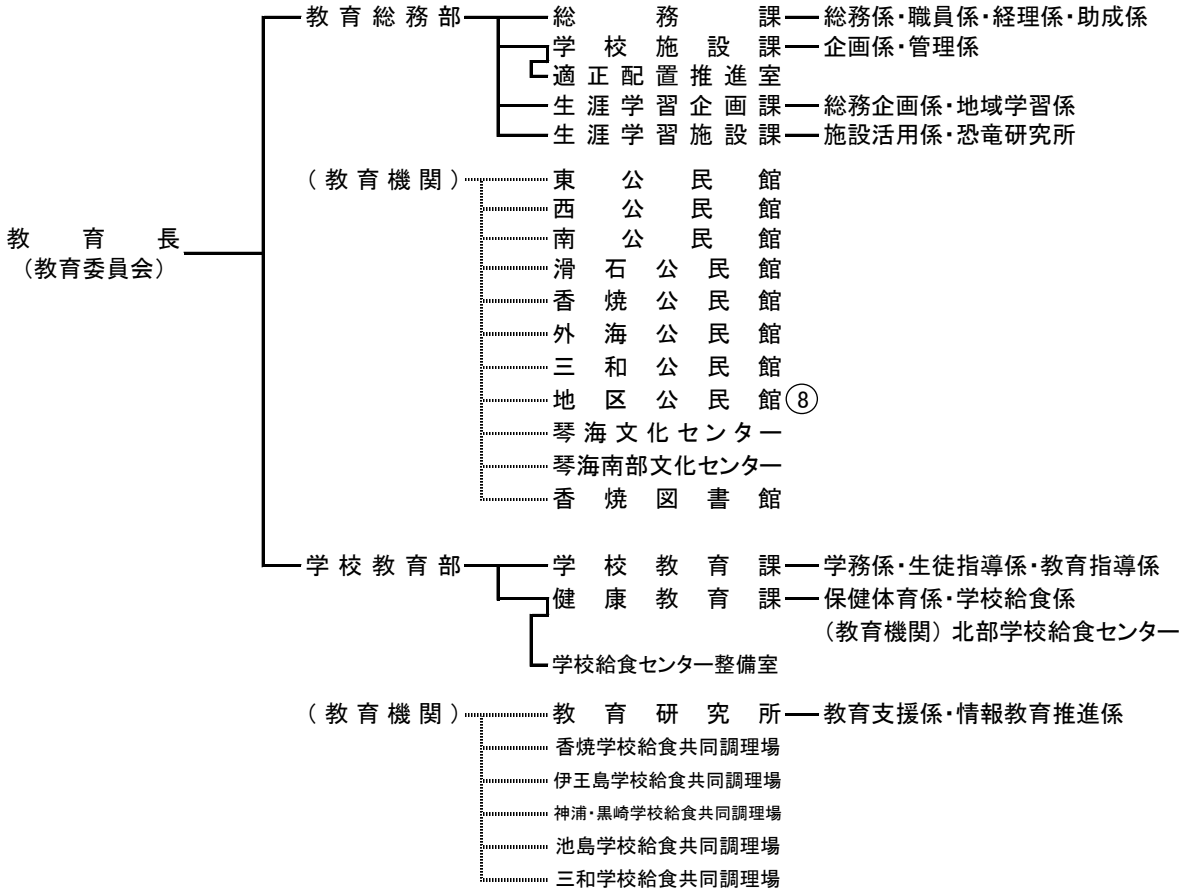 教育総務部 総務課 総務係・職員係・経理係・助成係
学校施設課 企画係・管理係
適正配置推進室
生涯学習企画課 総務企画係・地域学習係
生涯学習施設課 施設活用係・恐竜研究所
（教育機関） 東公民館
西公民館
南公民館
教育長
（教育委員会）
滑石公民館
香焼公民館
外海公民館
三和公民館
地区公民館⑧
琴海文化センター
琴海南部文化センター
香焼図書館
学校教育部 学校教育課 学務係・生徒指導係・教育指導係
健康教育課 保健体育係・学校給食係
（教育機関） 北部学校給食センター
学校給食センター整備室
（教育機関） 教育研究所 教育支援係・情報教育推進係
香焼学校給食共同調理場
伊王島学校給食共同調理場
神浦・黒崎学校給食共同調理場
池島学校給食共同調理場
三和学校給食共同調理場